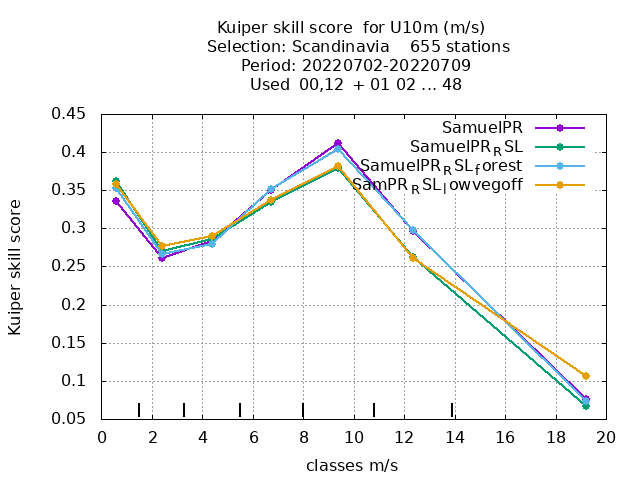 Kuiper skill score  for U10m (m/s)
Selection: Scandinavia    655 stations
Period: 20220702-20220709
Used  00,12  + 01 02 ... 48
0.45
0.4
0.35
0.3
0.25
0.2
0.15
0.1
0.05
Kuiper skill score
SamuelPR
SamuelPR_RSL
SamuelPR_RSL_forest
SamPR_RSL_lowvegoff
0 2 4 6 8 10 12 14 16 18 20
classes m/s